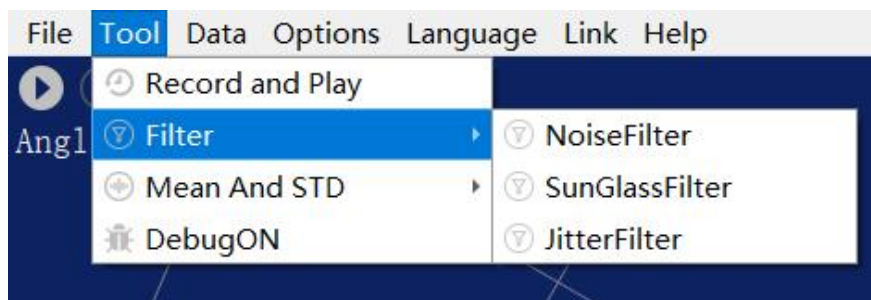 File Tool Data Options Language Link Help
Record and Play
Angl
Filter
NoiseFilter
Mean And STD
SunGlassFilter
DebugON
JitterFilter